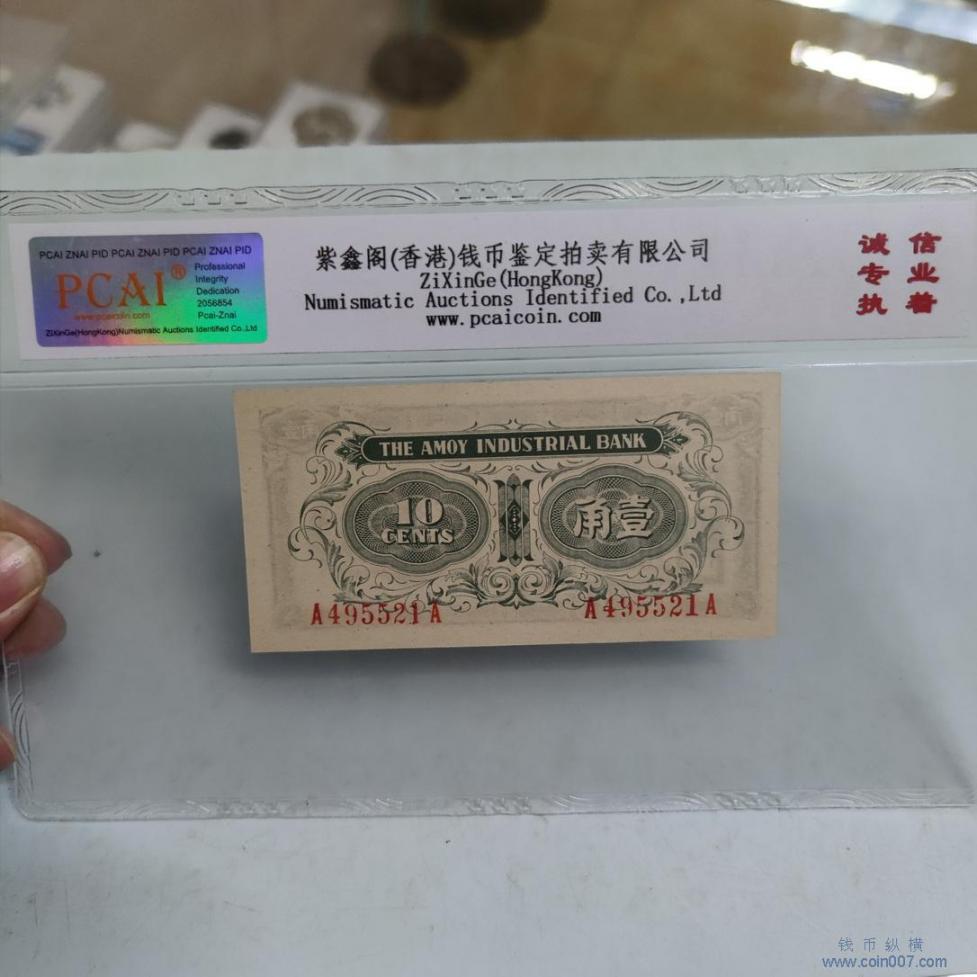 PCAI ZNAI PID PCAI ZNAI PID PCAI ZNAI PID
PCAI®
Professional
Integrity
Dedication
2056854
www.pcaicoin.com
Pcai-Znai
ZiXinGe(HongKong)Numismatic Auctions Identified Co.,Ltd
紫鑫阁(香港)钱币鉴定拍卖有限公司
ZiXinGe(HongKong)
Numismatic Auctions Identified Co.,Ltd
www.pcaicoin.com
诚信
专业
执着
THE AMOY INDUSTRIAL BANK
10
CENTS
角壹
A495521A
A495521A
钱币纵横
www.coin007.com